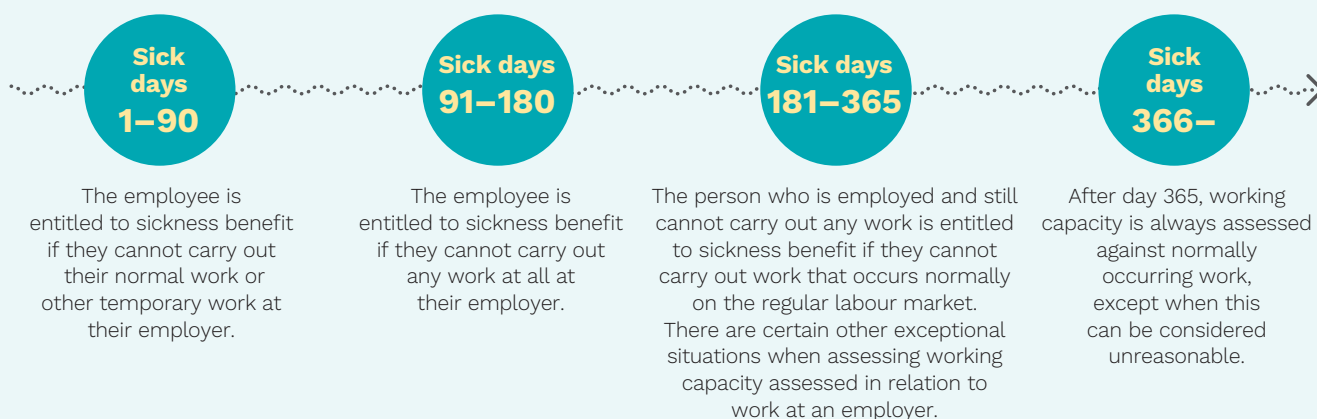 Sick
days
1–90
The employee is
entitled to sickness benefit
if they cannot carry out
their normal work or
other temporary work at
their employer.
Sick days
91–180
The employee is
entitled to sickness benefit
if they cannot carry out
any work at all at
their employer.
Sick days
181–365
The person who is employed and still
cannot carry out any work is entitled
to sickness benefit if they cannot
carry out work that occurs normally
on the regular labour market.
There are certain other exceptional
situations when assessing working
capacity assessed in relation to
work at an employer.
Sick
days
366–
After day 365, working
capacity is always assessed
against normally
occurring work,
except when this
can be considered
unreasonable.